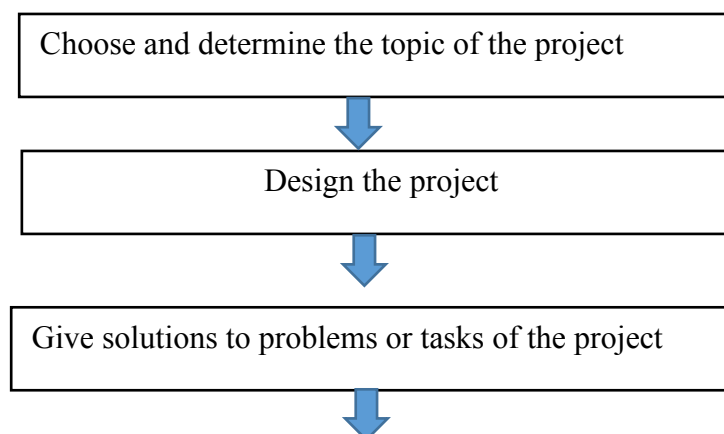 Choose and determine the topic of the project
Design the project
Give solutions to problems or tasks of the project